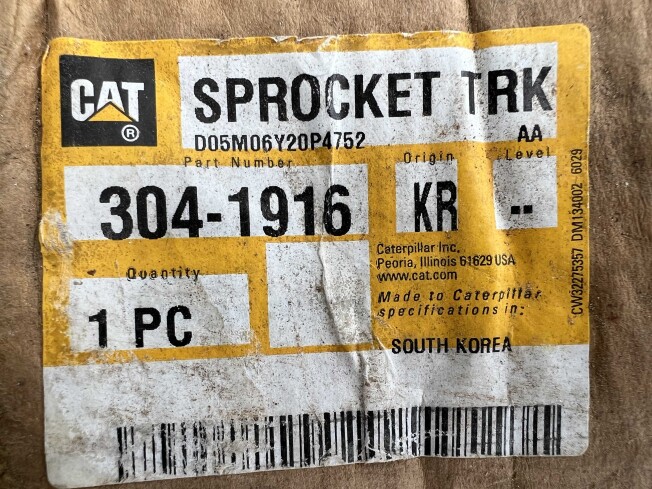 CAT
®
SPROCKET TRK
D05M06Y20P4752 AA
Part Number Origin Level
304-1916 KR --
Caterpillar Inc.
Peoria, Illinois 61629 USA
www.cat.com
Quantity
1 PC
Made to Caterpillar
specifications in:
SOUTH KOREA
CW32275357 DM134002 6029